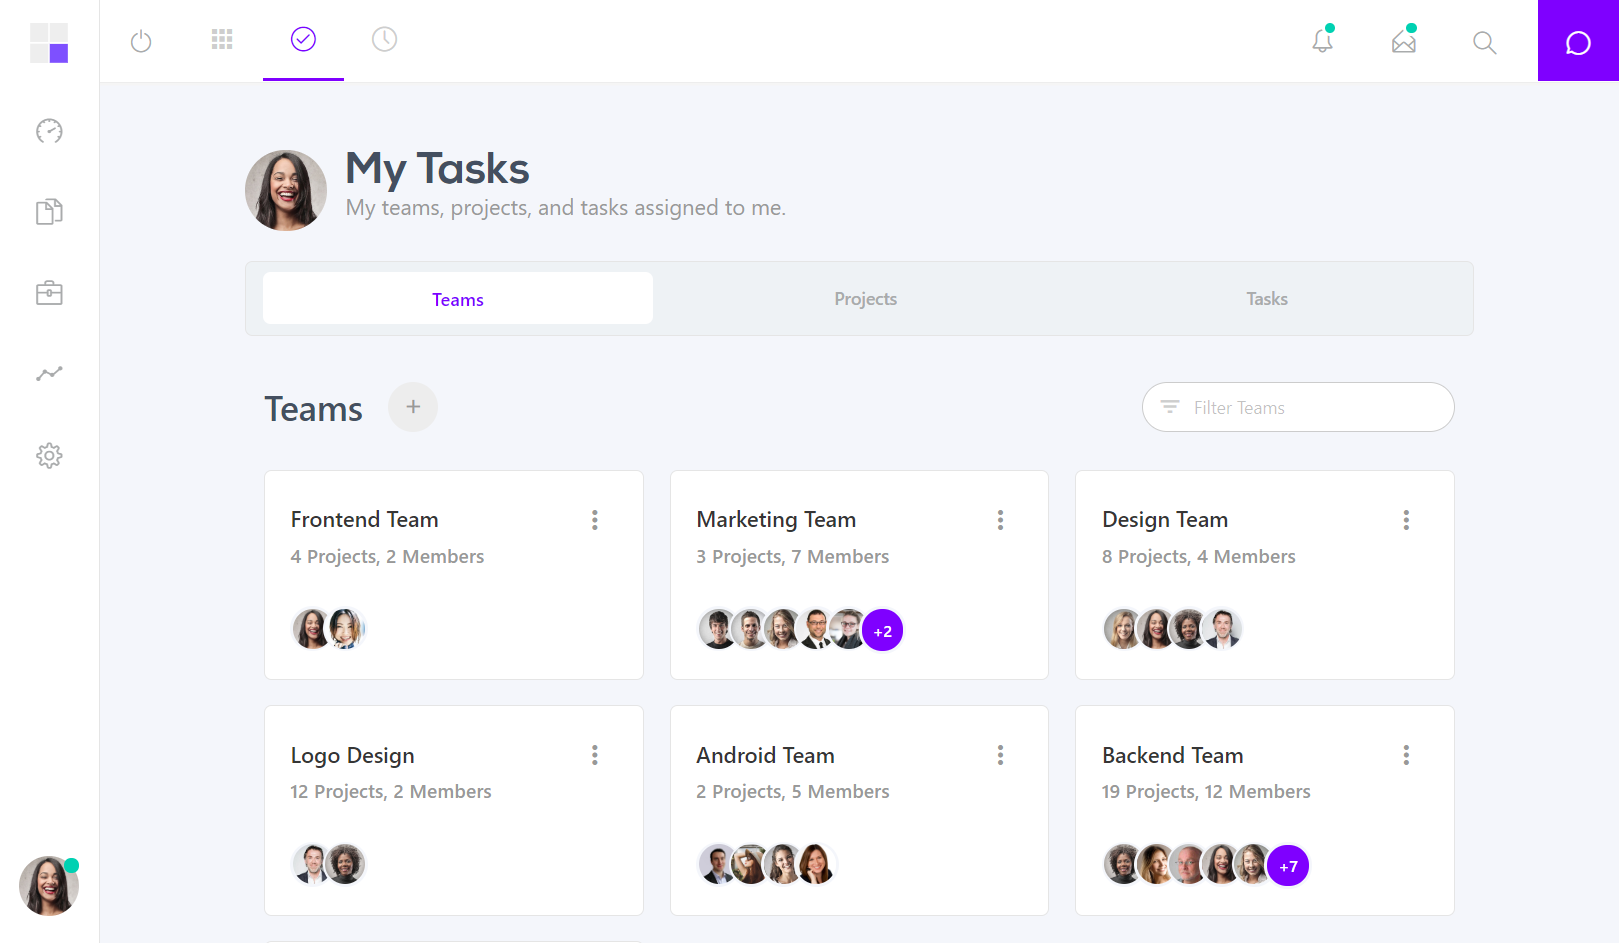 My Tasks
My teams, projects, and tasks assigned to me.
Teams
Projects
Tasks
Teams
+
Filter Teams
Frontend Team
4 Projects, 2 Members
Marketing Team
3 Projects, 7 Members
+2
Design Team
8 Projects, 4 Members
Logo Design
12 Projects, 2 Members
Android Team
2 Projects, 5 Members
Backend Team
19 Projects, 12 Members
+7